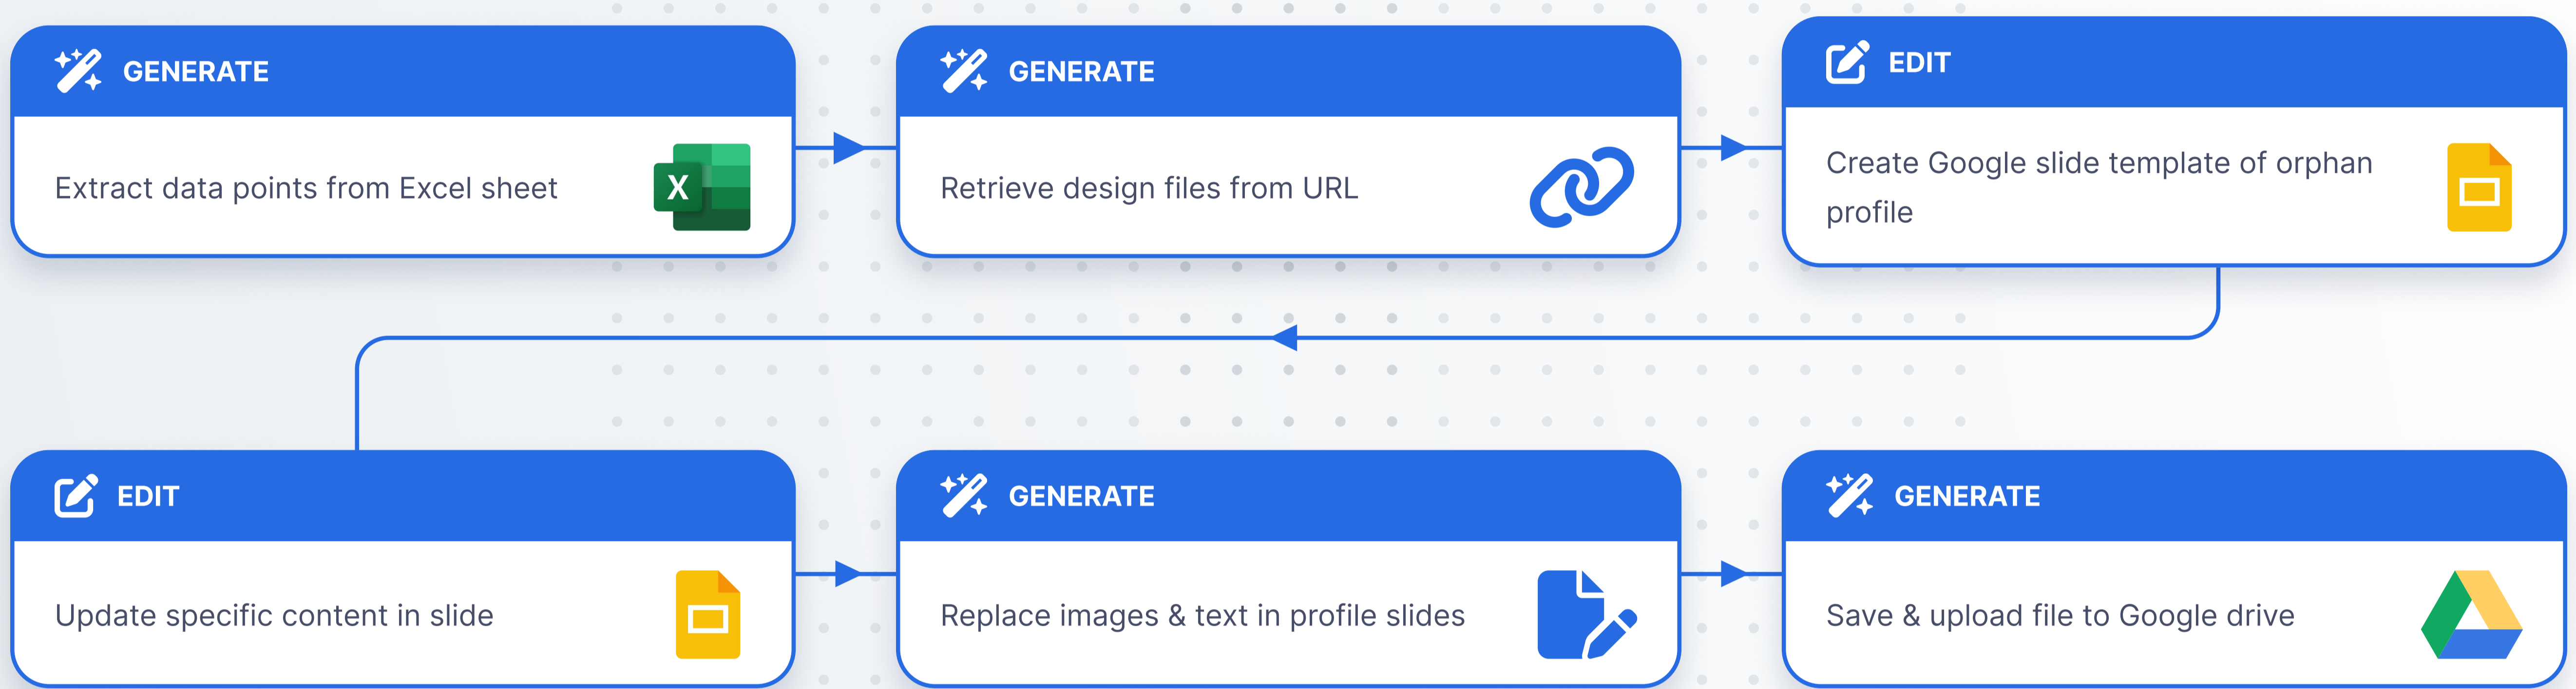 GENERATE
Extract data points from Excel sheet
X
GENERATE
Retrieve design files from URL
EDIT
Create Google slide template of orphan
profile
EDIT
Update specific content in slide
GENERATE
Replace images & text in profile slides
GENERATE
Save & upload file to Google drive